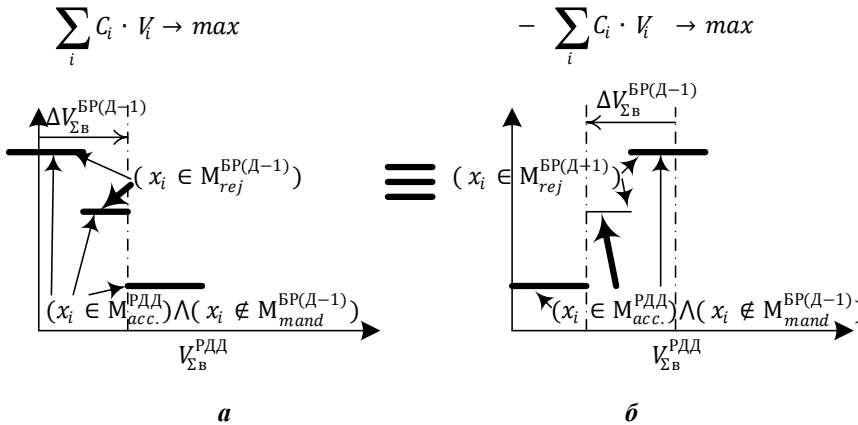 ∑ᵢ Cᵢ · Vᵢ → max
− ∑ᵢ Cᵢ · Vᵢ → max
ΔV_Σв^БР(Д−1)
ΔV_Σв^БР(Д−1)
( xᵢ ∈ M_rej^БР(Д−1) )
≡
( xᵢ ∈ M_rej^БР(Д+1) )
(xᵢ ∈ M_acc.^РДД)⋀( xᵢ ∉ M_mand^БР(Д−1))
(xᵢ ∈ M_acc.^РДД)⋀( xᵢ ∉ M_mand^БР(Д−1))
V_Σв^РДД
V_Σв^РДД
а
б